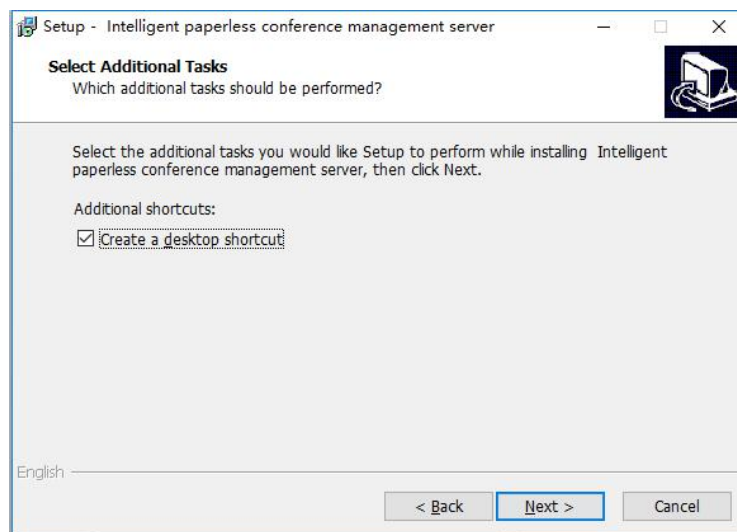 Setup - Intelligent paperless conference management server
Select Additional Tasks
Which additional tasks should be performed?
Select the additional tasks you would like Setup to perform while installing Intelligent
paperless conference management server, then click Next.
Additional shortcuts:
Create a desktop shortcut
English
< Back Next > Cancel